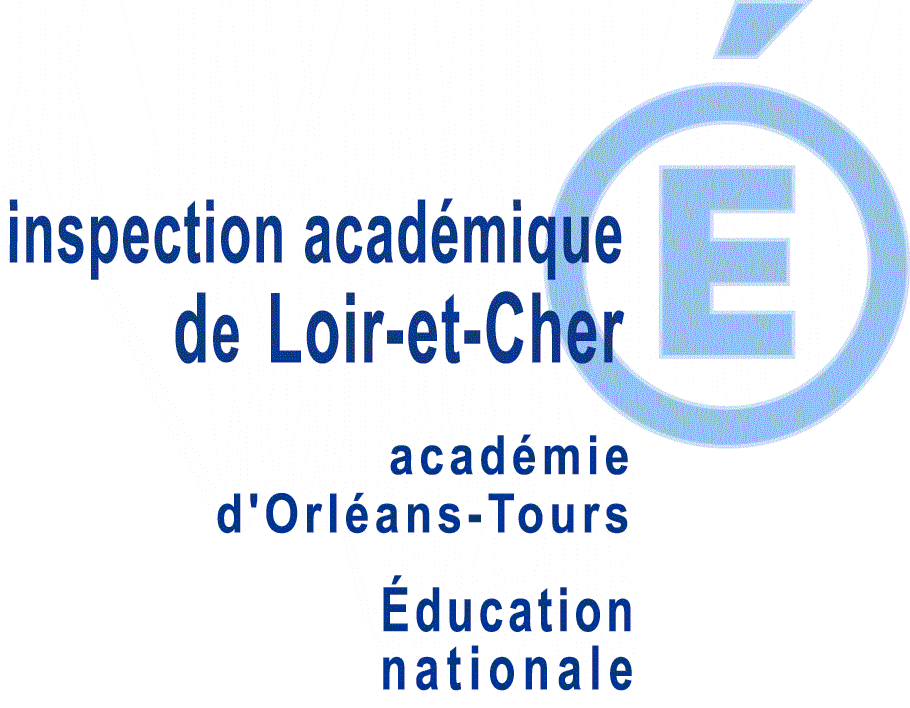 É
inspection académique
de Loir-et-Cher
académie
d'Orléans-Tours
Éducation
nationale